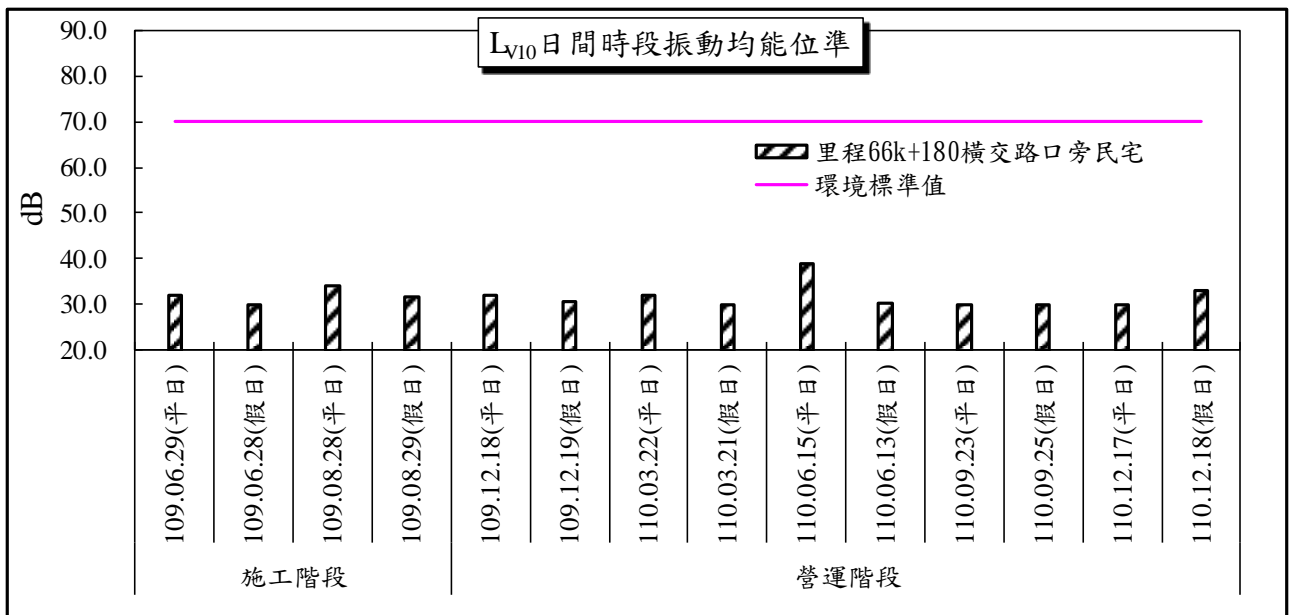 L_V10日間時段振動均能位準
90.0
80.0
70.0
60.0
50.0
40.0
30.0
20.0
dB
里程66k+180橫交路口旁民宅
環境標準值
109.06.29(平日)
109.06.28(假日)
109.08.28(平日)
109.08.29(假日)
109.12.18(平日)
109.12.19(假日)
110.03.22(平日)
110.03.21(假日)
110.06.15(平日)
110.06.13(假日)
110.09.23(平日)
110.09.25(假日)
110.12.17(平日)
110.12.18(假日)
施工階段
營運階段